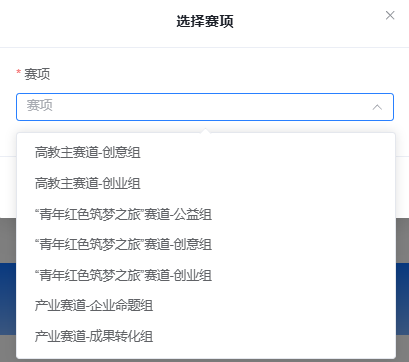 选择赛项
* 赛项
赛项
高教主赛道-创意组
高教主赛道-创业组
“青年红色筑梦之旅”赛道-公益组
“青年红色筑梦之旅”赛道-创意组
“青年红色筑梦之旅”赛道-创业组
产业赛道-企业命题组
产业赛道-成果转化组